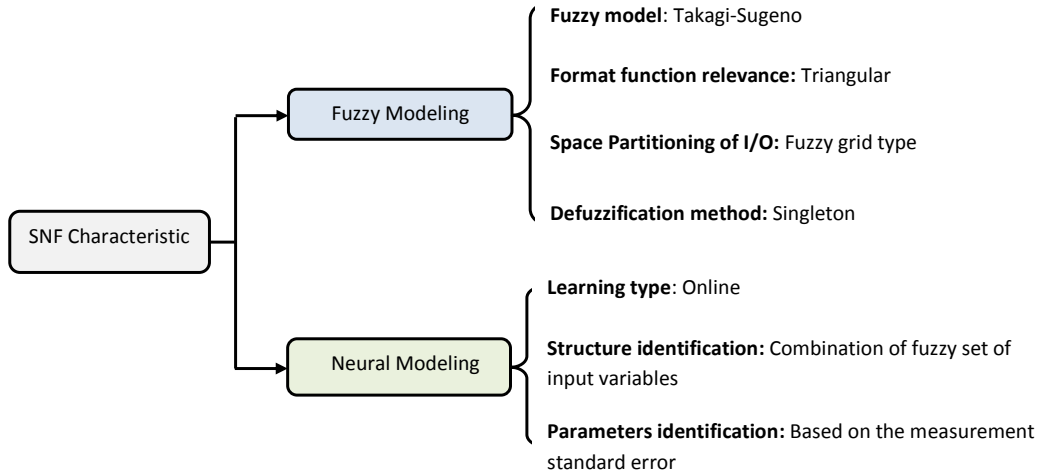 Fuzzy model: Takagi-Sugeno
Format function relevance: Triangular
Fuzzy Modeling
Space Partitioning of I/O: Fuzzy grid type
Defuzzification method: Singleton
SNF Characteristic
Learning type: Online
Structure identification: Combination of fuzzy set of
input variables
Neural Modeling
Parameters identification: Based on the measurement
standard error